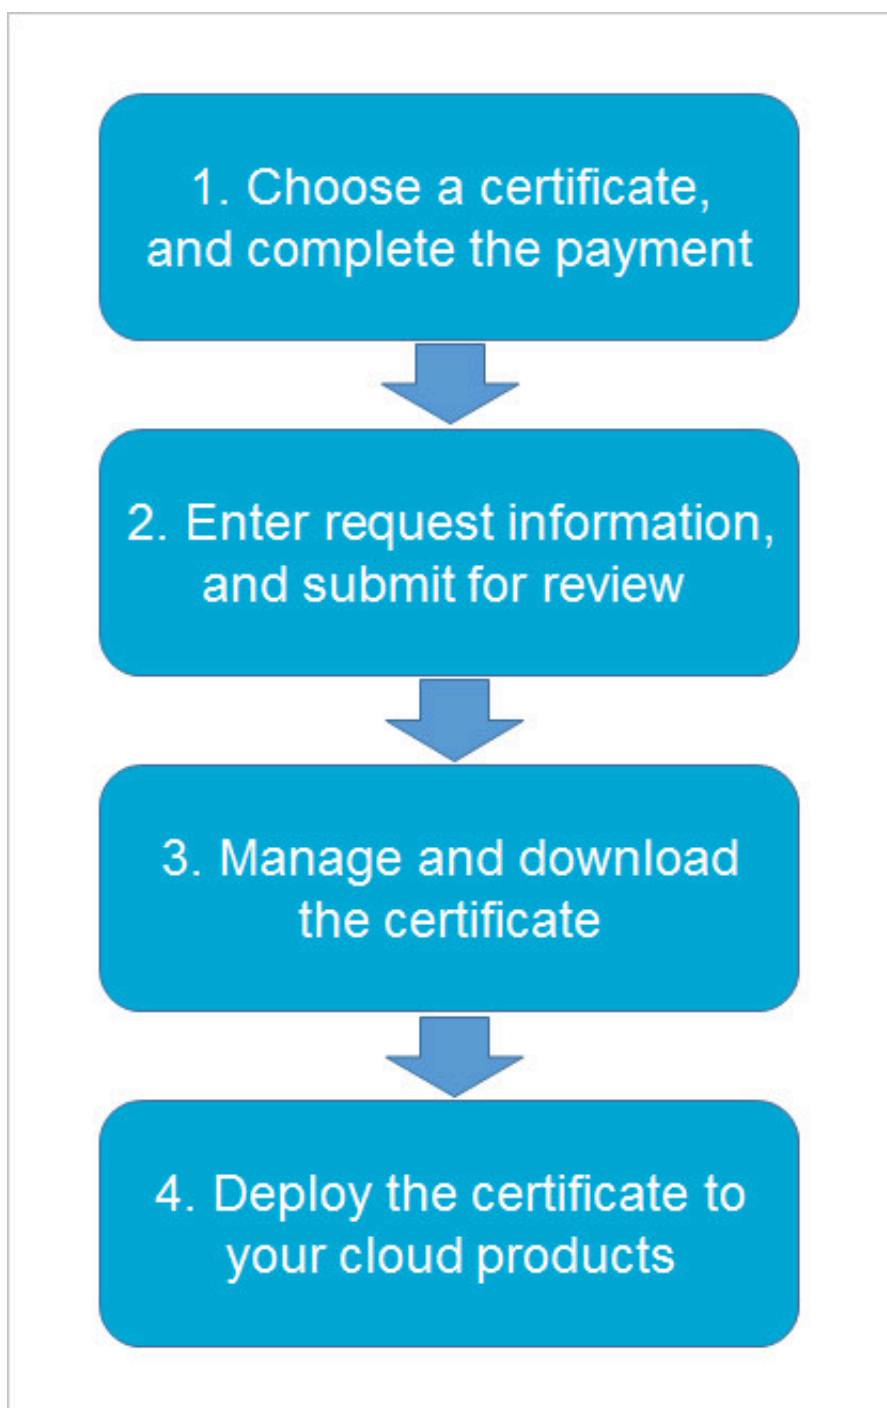 1. Choose a certificate,
and complete the payment
2. Enter request information,
and submit for review
3. Manage and download
the certificate
4. Deploy the certificate to
your cloud products